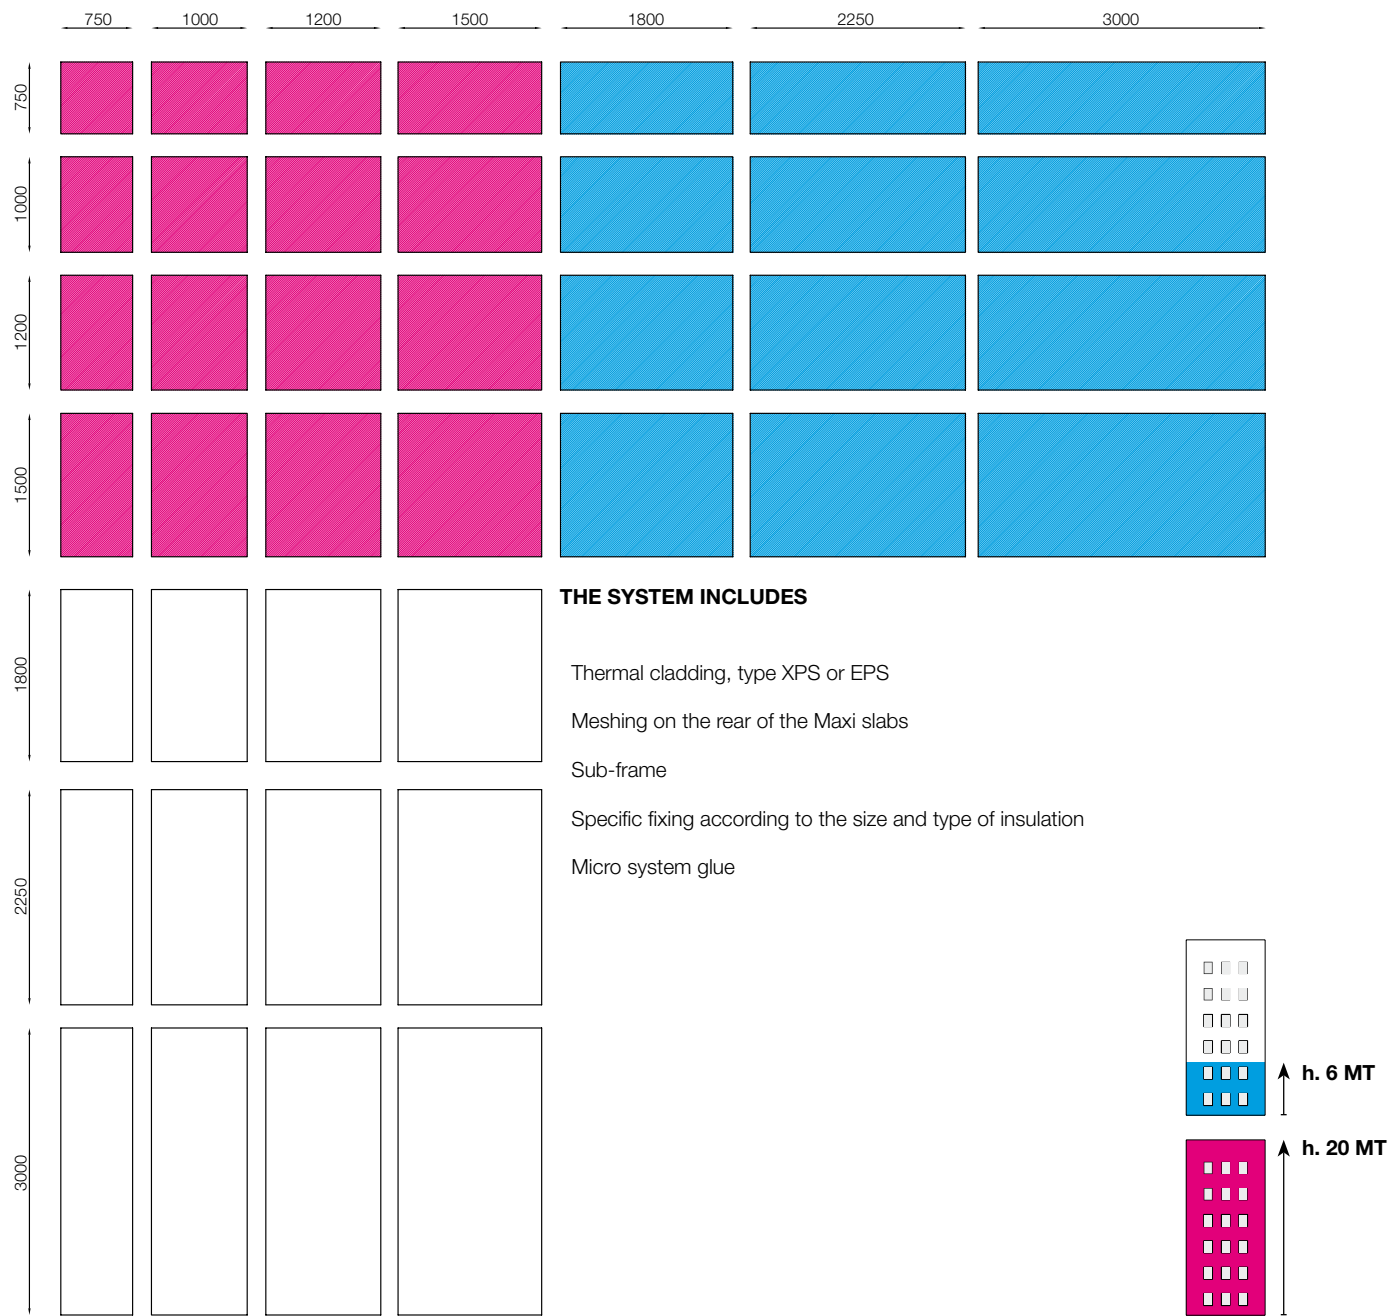 750 1000 1200 1500 1800 2250 3000
750
1000
1200
1500
1800
2250
3000
THE SYSTEM INCLUDES
Thermal cladding, type XPS or EPS
Meshing on the rear of the Maxi slabs
Sub-frame
Specific fixing according to the size and type of insulation
Micro system glue
h. 6 MT
h. 20 MT